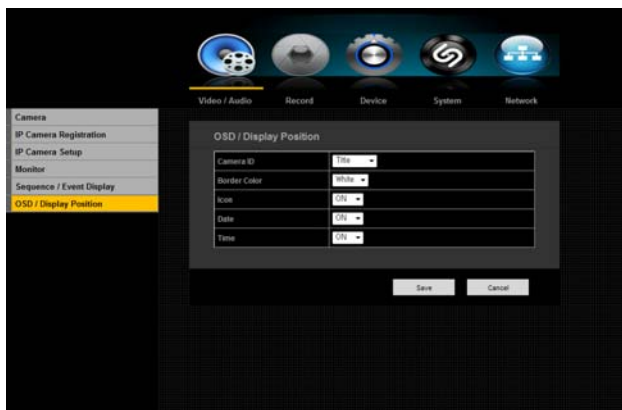 Video / Audio Record Device System Network
Camera
IP Camera Registration
IP Camera Setup
Monitor
Sequence / Event Display
OSD / Display Position
OSD / Display Position
Camera ID Title
Border Color White
Icon ON
Date ON
Time ON
Save Cancel